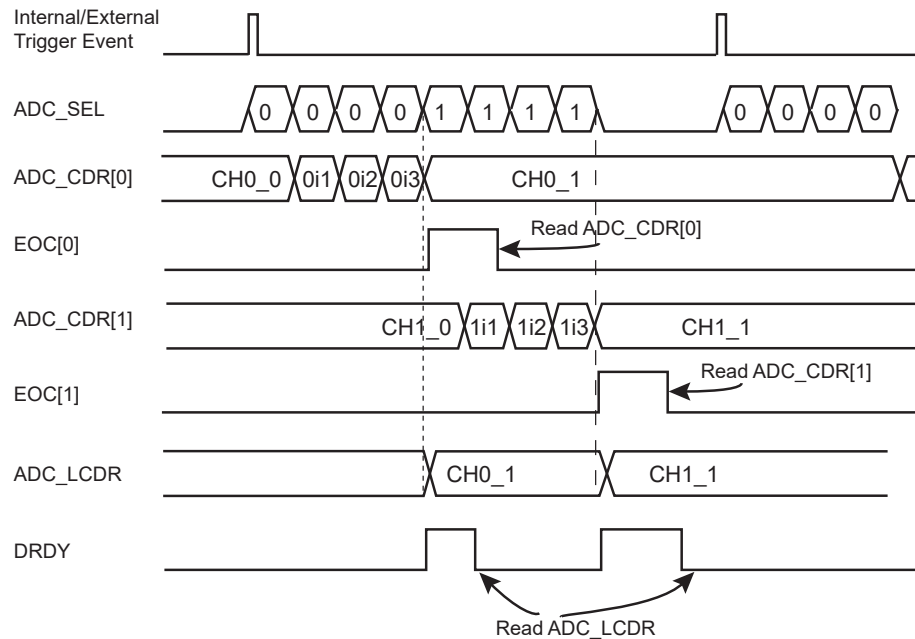 Internal/External
Trigger Event
ADC_SEL 0 0 0 0 1 1 1 1 0 0 0 0
ADC_CDR[0] CH0_0 0i1 0i2 0i3 CH0_1
Read ADC_CDR[0]
EOC[0]
ADC_CDR[1] CH1_0 1i1 1i2 1i3 CH1_1
Read ADC_CDR[1]
EOC[1]
ADC_LCDR CH0_1 CH1_1
DRDY
Read ADC_LCDR